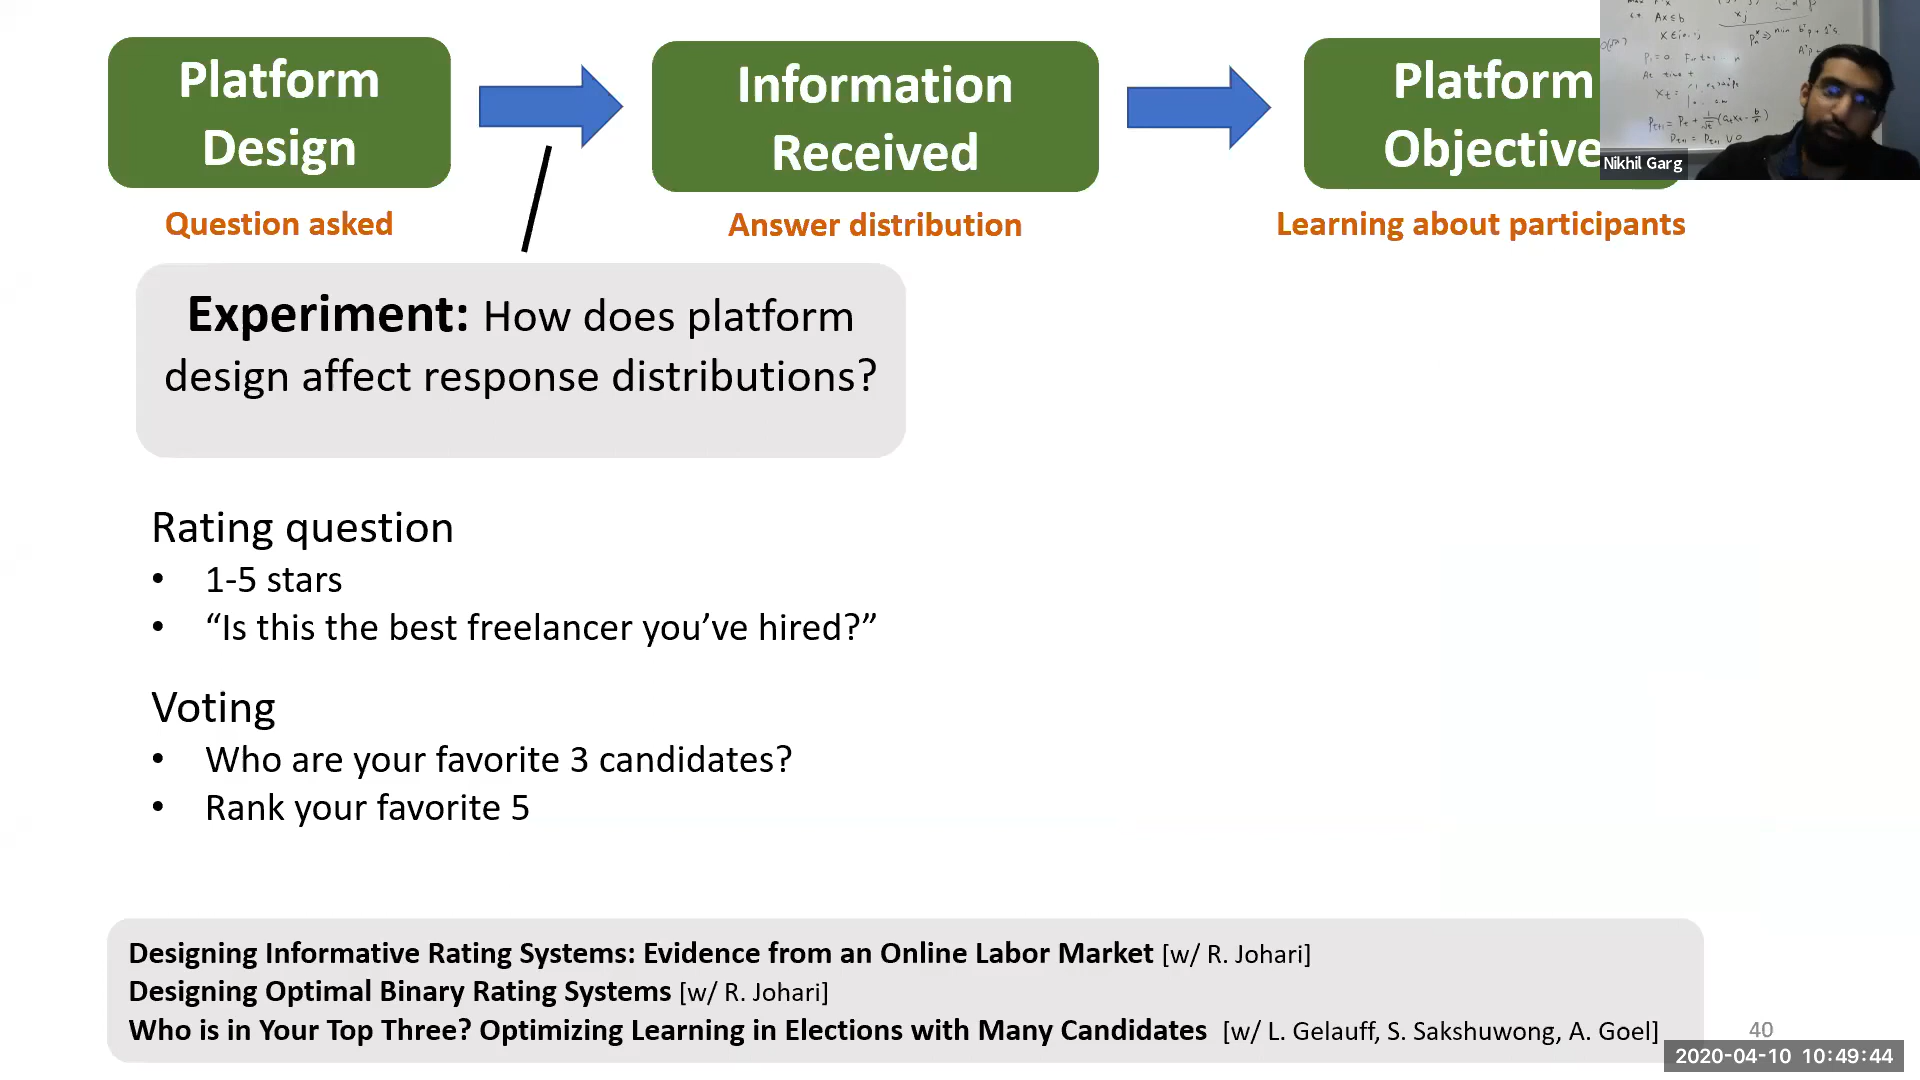 Platform
Design
Information
Received
Platform
Objective
Nikhil Garg
Question asked
Answer distribution
Learning about participants
Experiment: How does platform
design affect response distributions?
Rating question
• 1-5 stars
• “Is this the best freelancer you’ve hired?”
Voting
• Who are your favorite 3 candidates?
• Rank your favorite 5
Designing Informative Rating Systems: Evidence from an Online Labor Market [w/ R. Johari]
Designing Optimal Binary Rating Systems [w/ R. Johari]
Who is in Your Top Three? Optimizing Learning in Elections with Many Candidates [w/ L. Gelauff, S. Sakshuwong, A. Goel]
40
2020-04-10 10:49:44